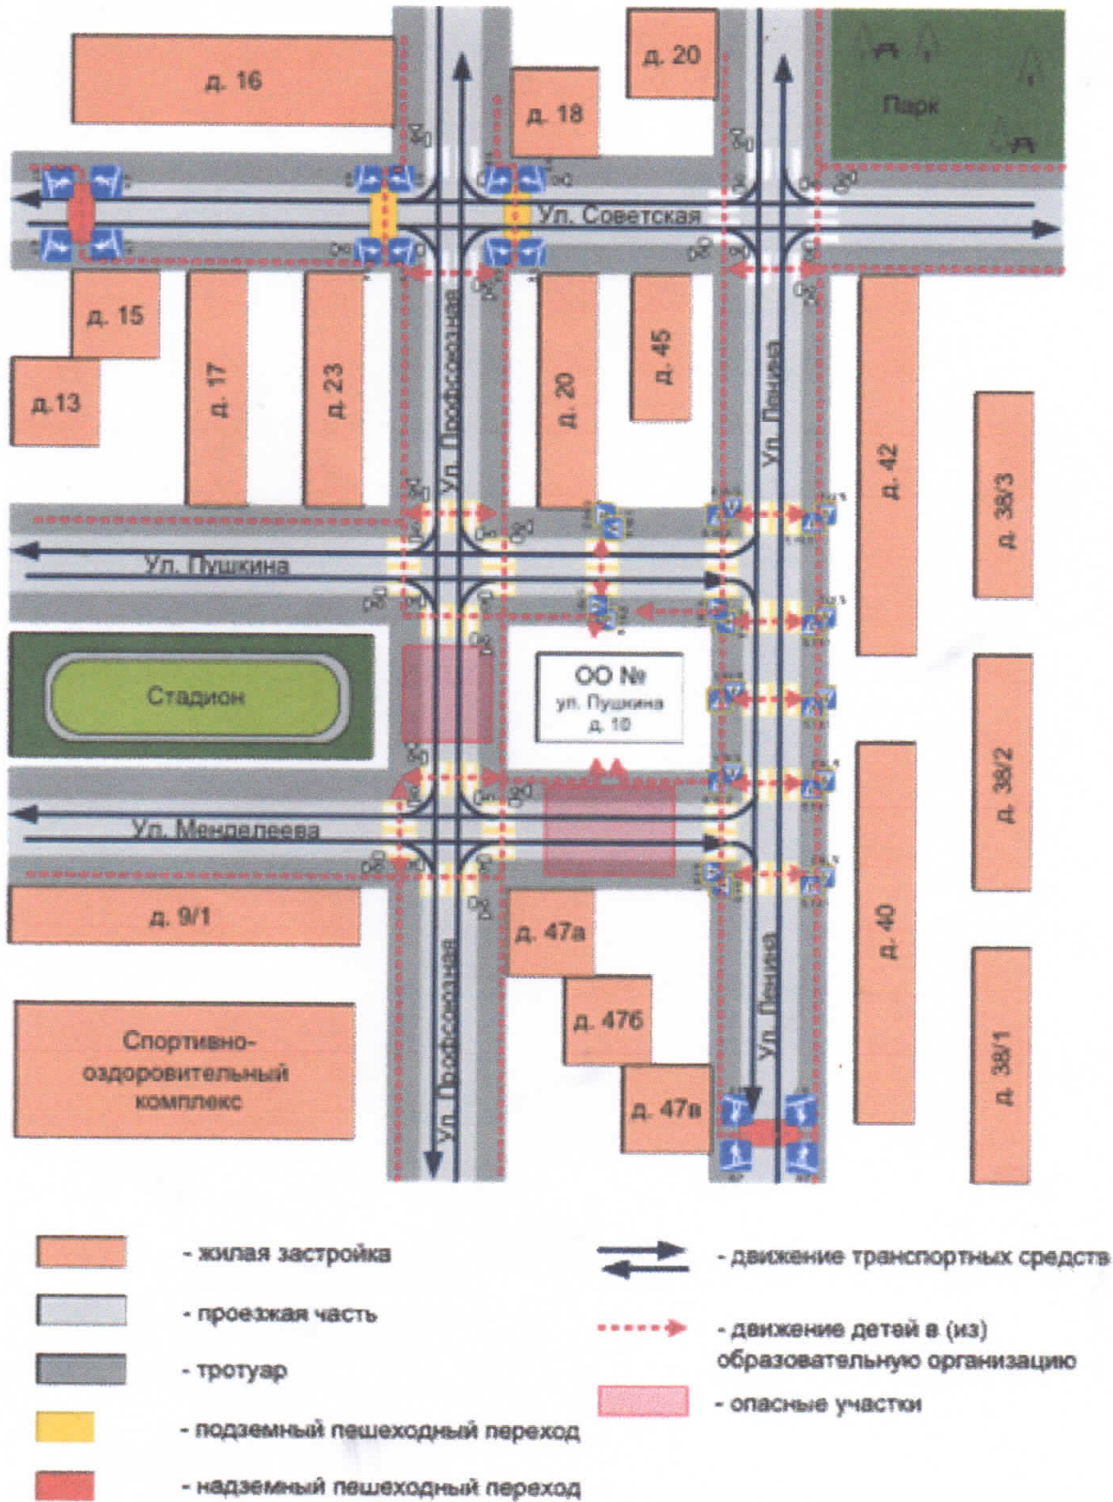 д. 16
д. 18
д. 20
Парк
Ул. Советская
д. 15
д.13
д. 17
д. 23
Ул. Профсоюзная
д. 20
д. 45
Ул. Ленина
д. 42
д. 38/3
Ул. Пушкина
Стадион
ОО №
ул. Пушкина
д. 10
д. 38/2
Ул. Менделеева
д. 9/1
д. 47а
д. 40
Ул. Профсоюзная
Ул. Ленина
д. 47б
д. 47в
д. 38/1
Спортивно-
оздоровительный
комплекс
- жилая застройка
- проезжая часть
- тротуар
- подземный пешеходный переход
- надземный пешеходный переход
- движение транспортных средств
- движение детей в (из)
образовательную организацию
- опасные участки